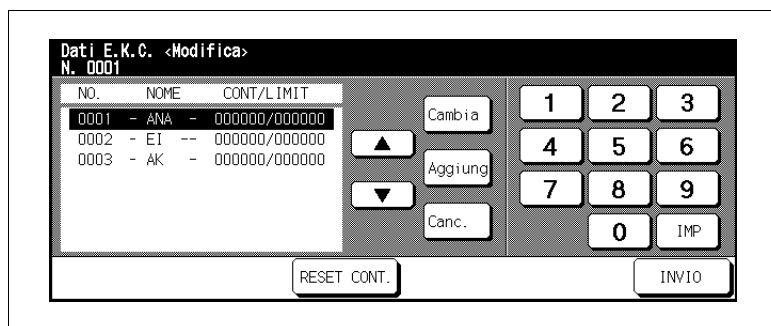 Dati E.K.C. <Modifica>
N. 0001
NO. NOME CONT/LIMIT
0001 - ANA - 000000/000000
0002 - EI -- 000000/000000
0003 - AK - 000000/000000
▲
▼
Cambia
Aggiung
Canc.
1 2 3
4 5 6
7 8 9
0 IMP
RESET CONT.
INVIO